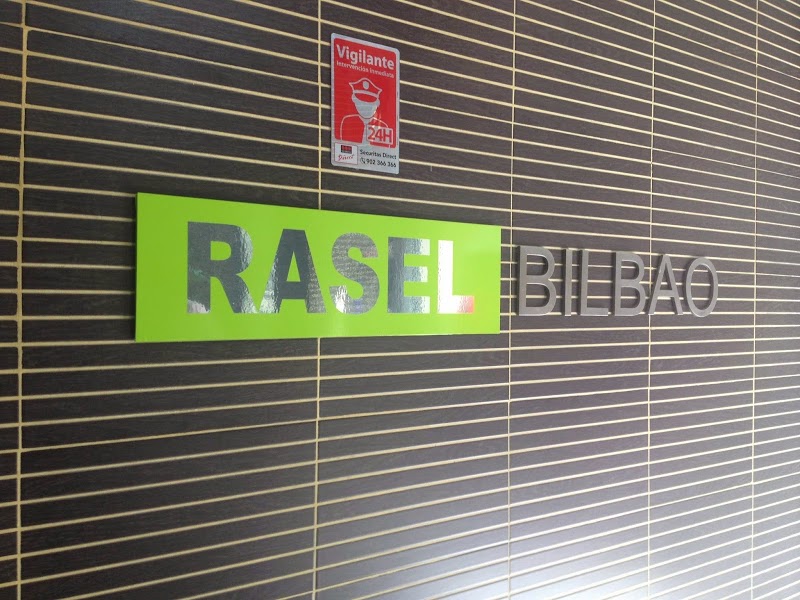 Vigilante
Intervención Inmediata
24H
Securitas Direct
902 366 366
RASEL BILBAO